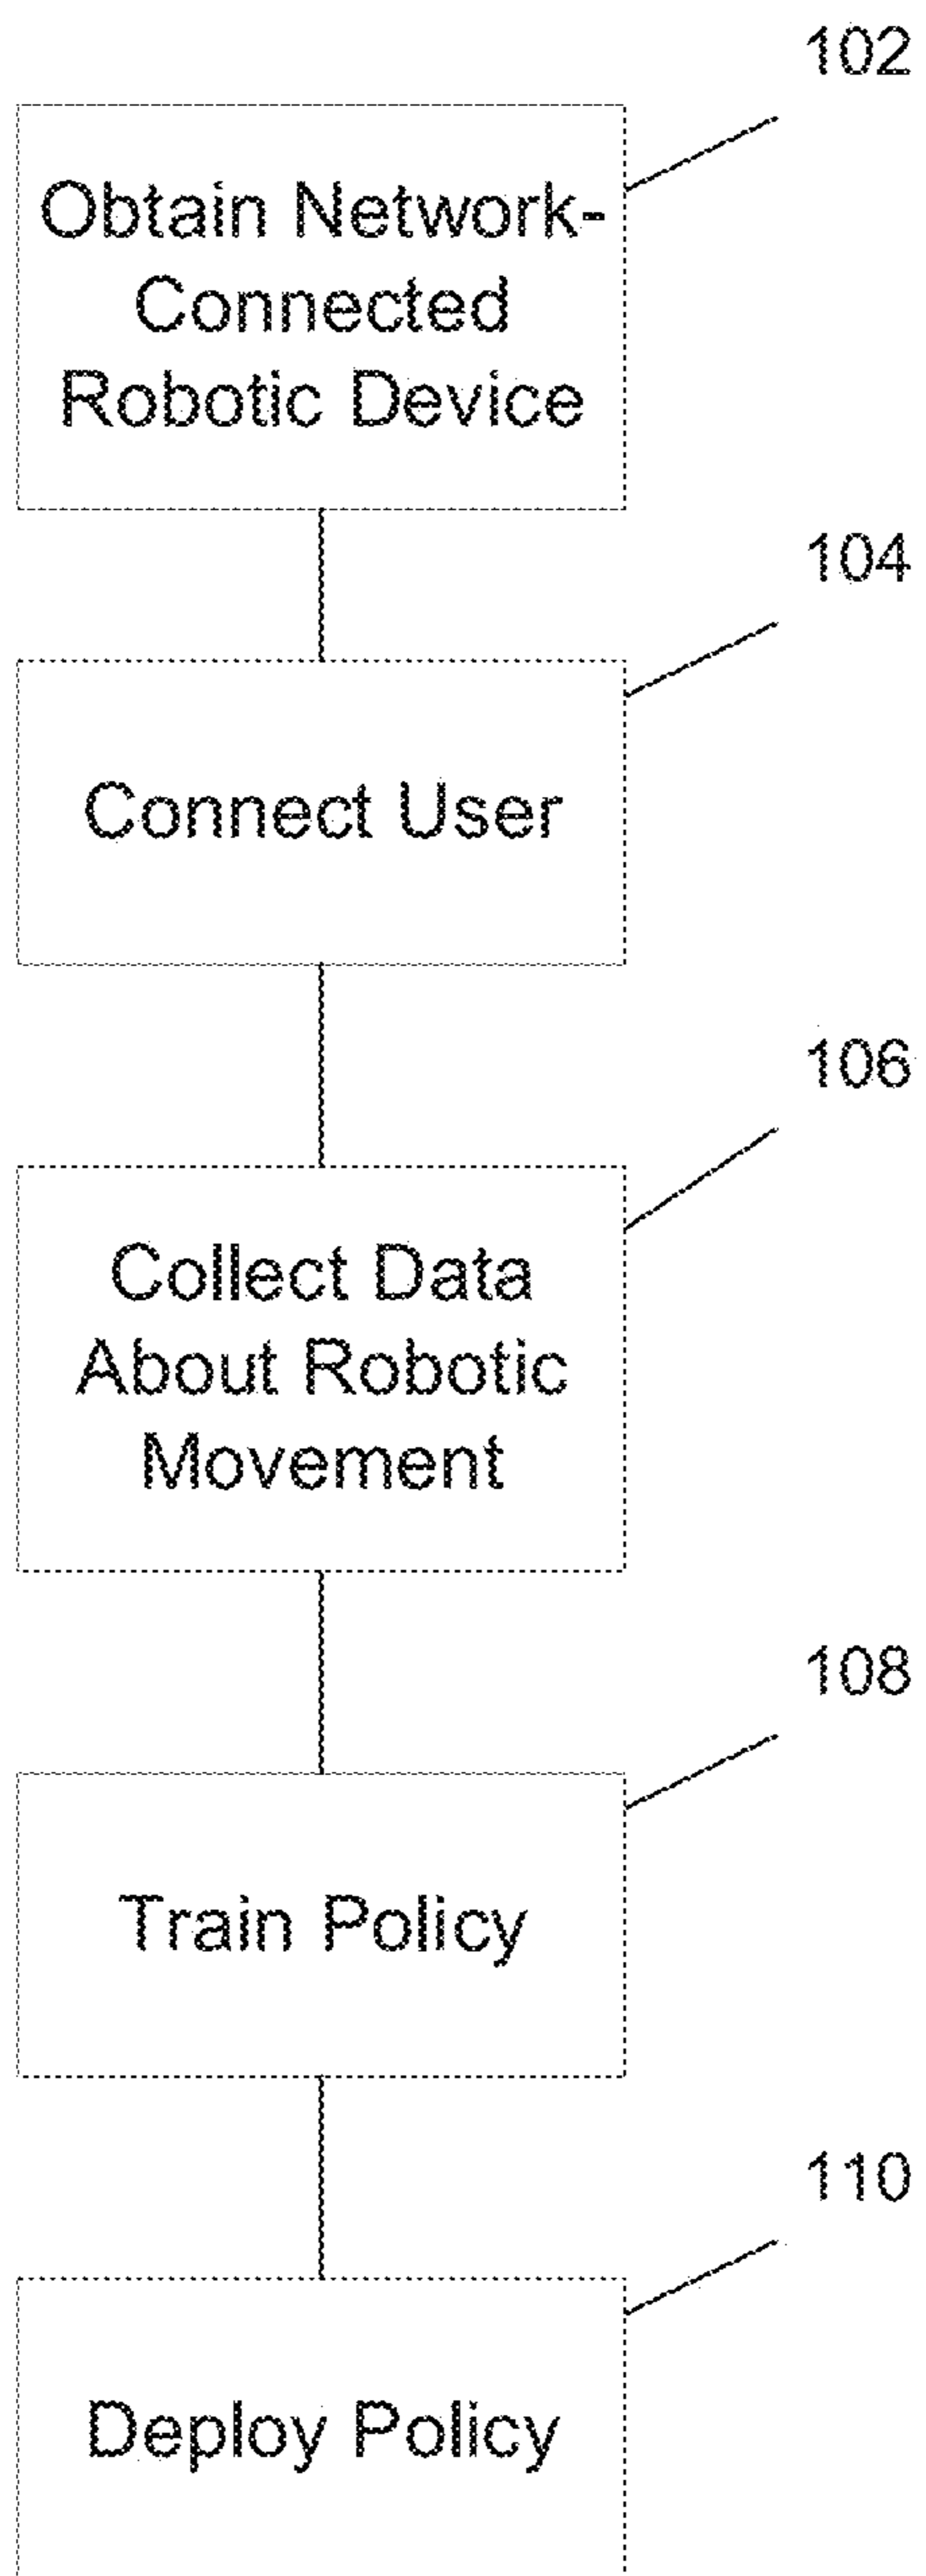 102
Obtain Network-
Connected
Robotic Device
104
Connect User
106
Collect Data
About Robotic
Movement
108
Train Policy
110
Deploy Policy